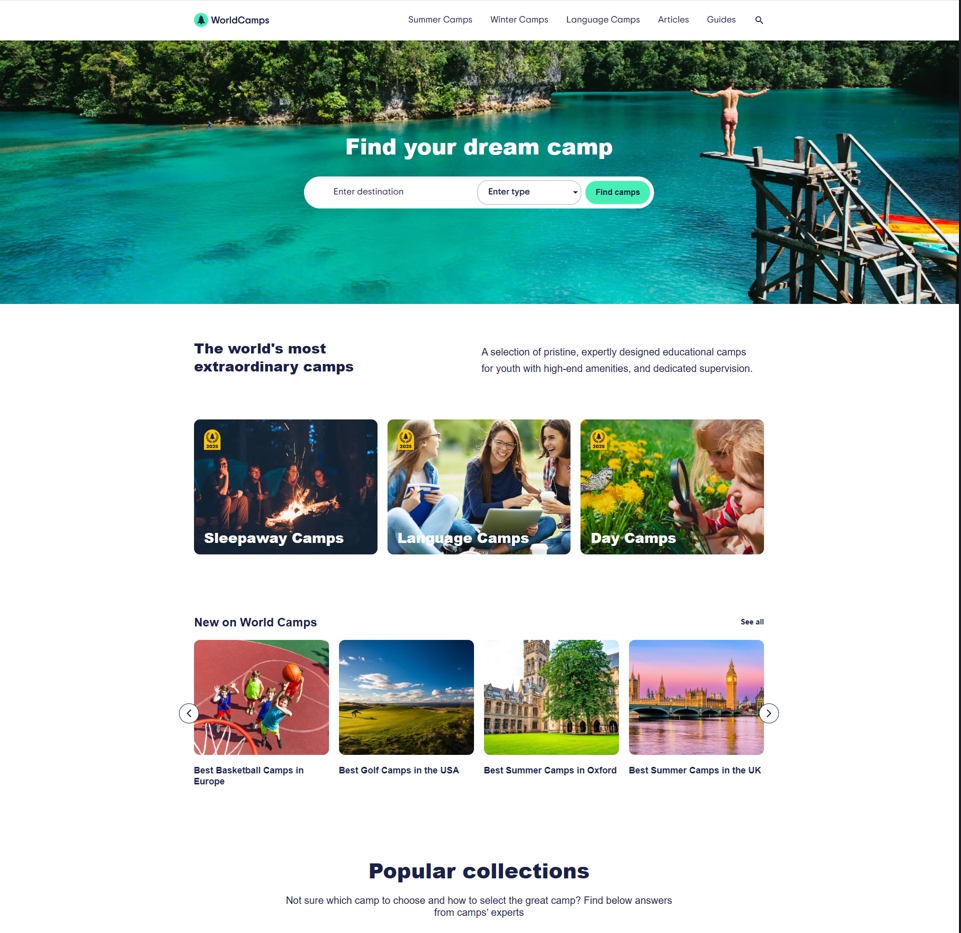 WorldCamps
Summer Camps
Winter Camps
Language Camps
Articles
Guides
Find your dream camp
Enter destination
Enter type
Find camps
The world's most
extraordinary camps
A selection of pristine, expertly designed educational camps
for youth with high-end amenities, and dedicated supervision.
2025
Sleepaway Camps
2025
Language Camps
2025
Day Camps
New on World Camps
See all
Best Basketball Camps in
Europe
Best Golf Camps in the USA
Best Summer Camps in Oxford
Best Summer Camps in the UK
Popular collections
Not sure which camp to choose and how to select the great camp? Find below answers
from camps' experts